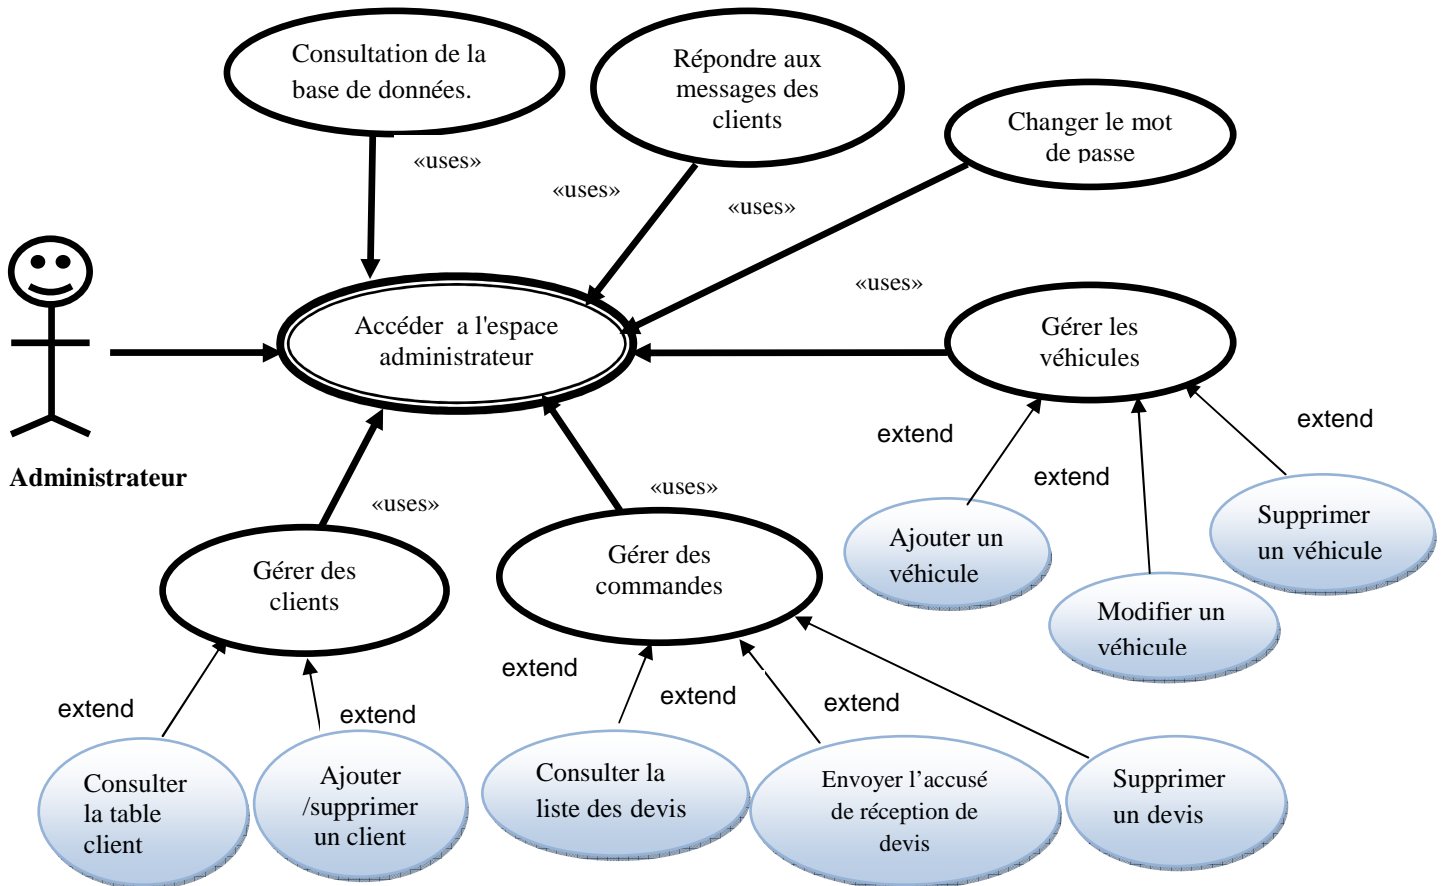 Consultation de la
base de données.
Répondre aux
messages des
clients
Changer le mot
de passe
«uses»
«uses»
«uses»
«uses»
Accéder  a l'espace
administrateur
Gérer les
véhicules
Administrateur
extend
extend
extend
«uses»
«uses»
Ajouter un
véhicule
Supprimer
un véhicule
Modifier un
véhicule
Gérer des
clients
Gérer des
commandes
extend
extend
extend
extend
extend
Consulter
la table
client
Ajouter
/supprimer
un client
Consulter la
liste des devis
Envoyer l’accusé
de réception de
devis
Supprimer
un devis